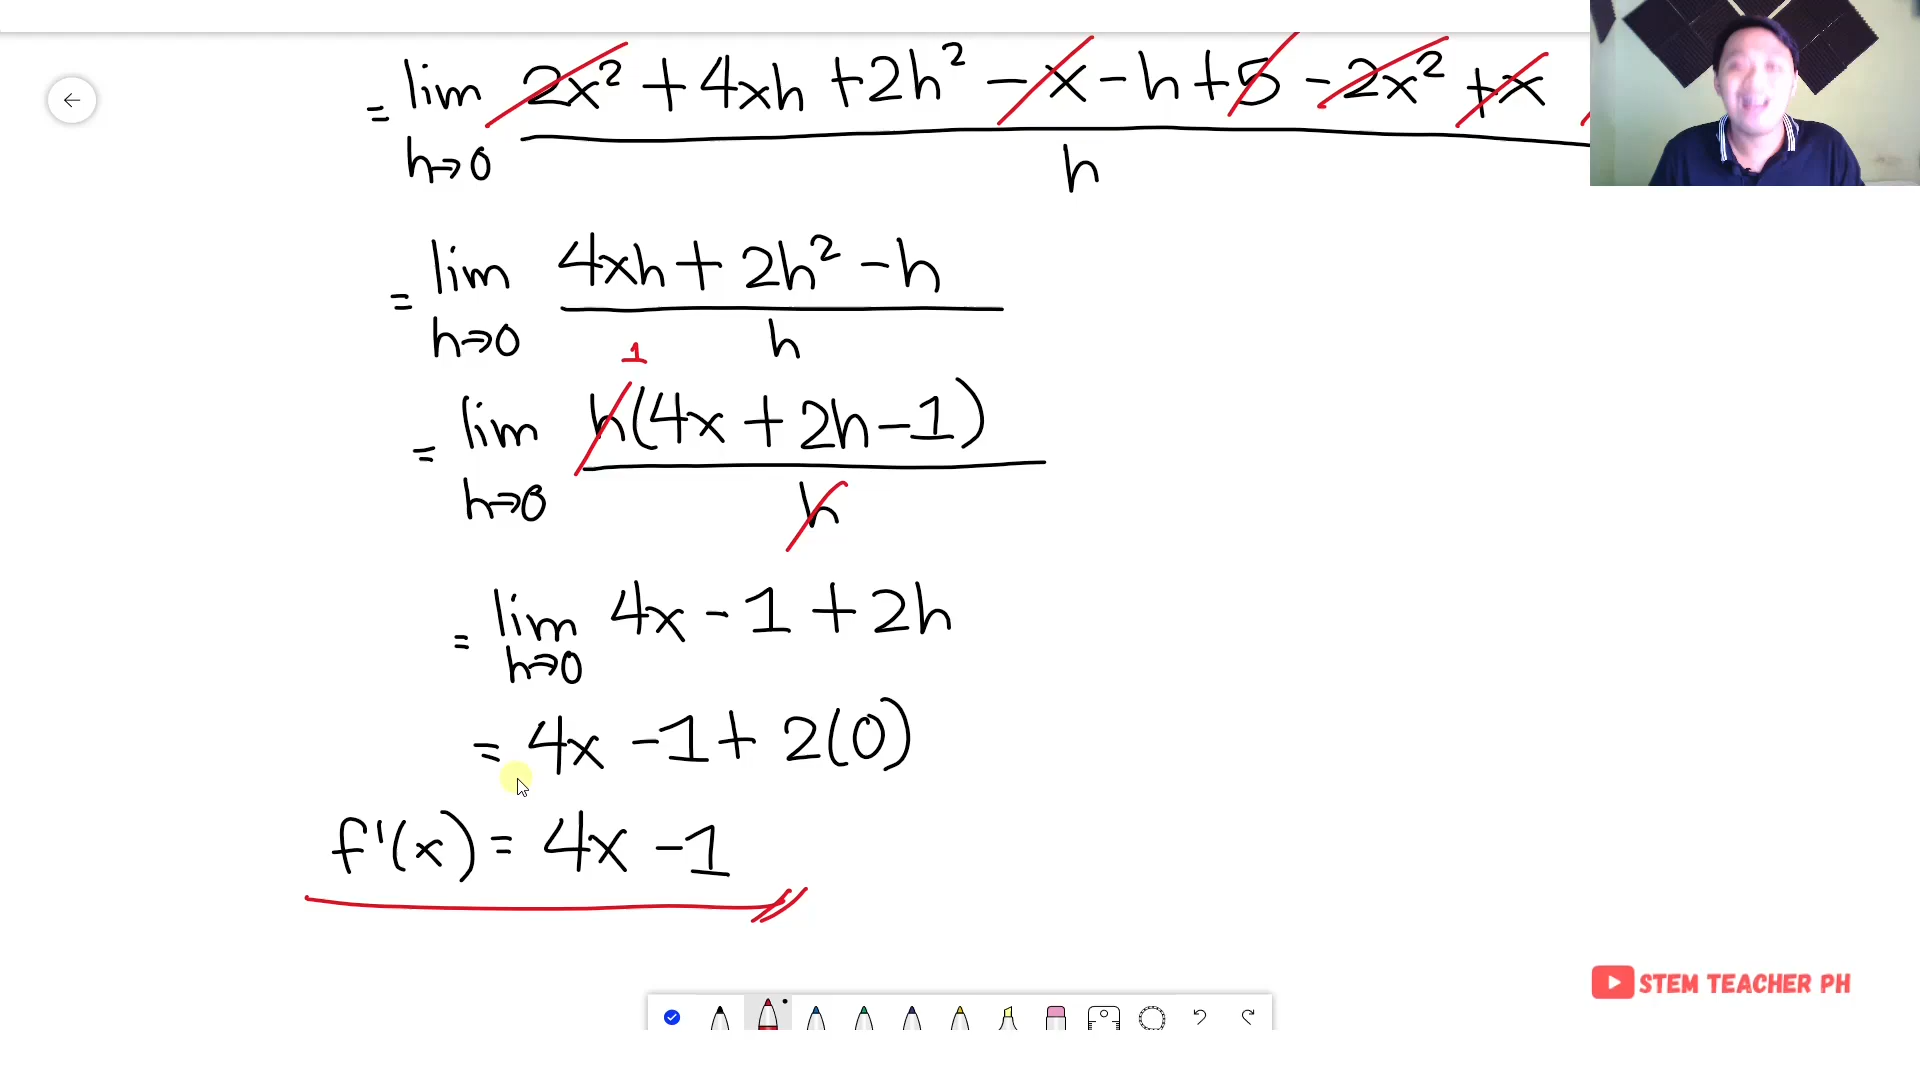 = lim 2x² + 4xh + 2h² - x - h + 5 - 2x² + x
h→0 h
= lim 4xh + 2h² - h
h→0 h
1
= lim h(4x + 2h - 1)
h→0 h
= lim 4x - 1 + 2h
h→0
= 4x - 1 + 2(0)
f'(x) = 4x - 1
STEM TEACHER PH